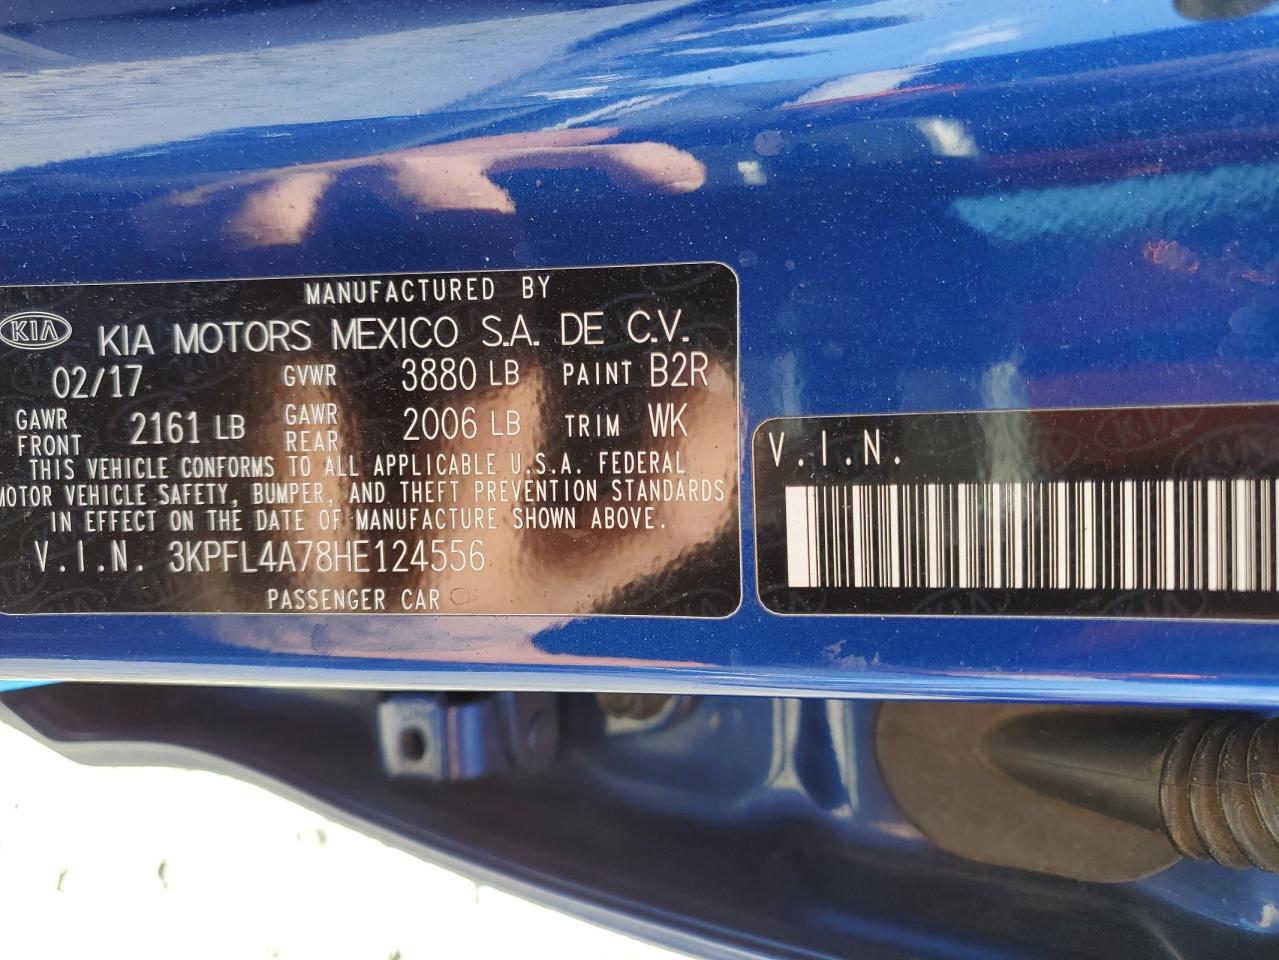 MANUFACTURED BY
KIA KIA MOTORS MEXICO S.A. DE C.V.
02/17 GVWR 3880 LB PAINT B2R
GAWR FRONT 2161 LB GAWR REAR 2006 LB TRIM WK
THIS VEHICLE CONFORMS TO ALL APPLICABLE U.S.A. FEDERAL
MOTOR VEHICLE SAFETY, BUMPER, AND THEFT PREVENTION STANDARDS
IN EFFECT ON THE DATE OF MANUFACTURE SHOWN ABOVE.
V.I.N. 3KPFL4A78HE124556
PASSENGER CAR
V.I.N.